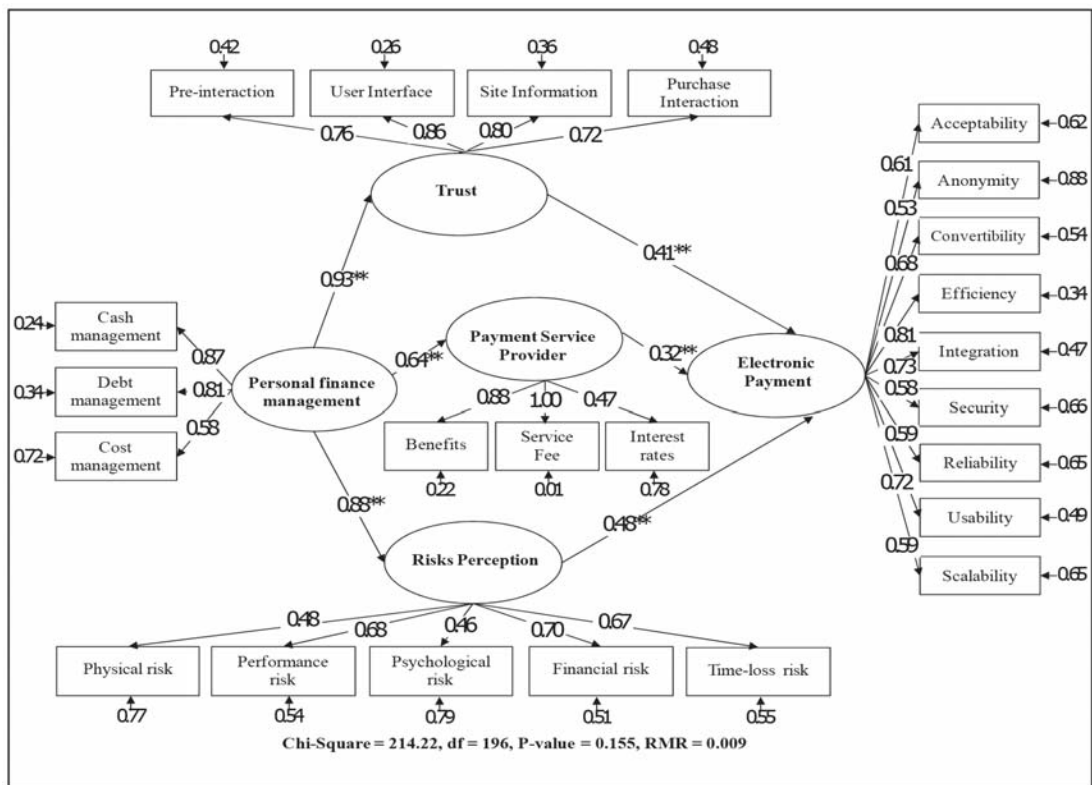 0.42
0.26
0.36
0.48
Pre-interaction
User Interface
Site Information
Purchase
Interaction
0.76
0.86
0.80
0.72
Trust
0.93**
0.41**
Cash
management
0.24
0.87
Debt
management
0.34
0.81
Cost
management
0.72
0.58
Personal finance
management
0.64**
Payment Service
Provider
0.32**
0.88
1.00
0.47
Benefits
Service
Fee
Interest
rates
0.22
0.01
0.78
Electronic
Payment
0.88**
0.48**
Risks Perception
0.48
0.68
0.46
0.70
0.67
Physical risk
Performance
risk
Psychological
risk
Financial risk
Time-loss risk
0.77
0.54
0.79
0.51
0.55
0.61
Acceptability
0.62
0.53
Anonymity
0.88
0.68
Convertibility
0.54
0.81
Efficiency
0.34
0.73
Integration
0.47
0.58
Security
0.66
0.59
Reliability
0.65
0.72
Usability
0.49
0.59
Scalability
0.65
Chi-Square = 214.22, df = 196, P-value = 0.155, RMR = 0.009